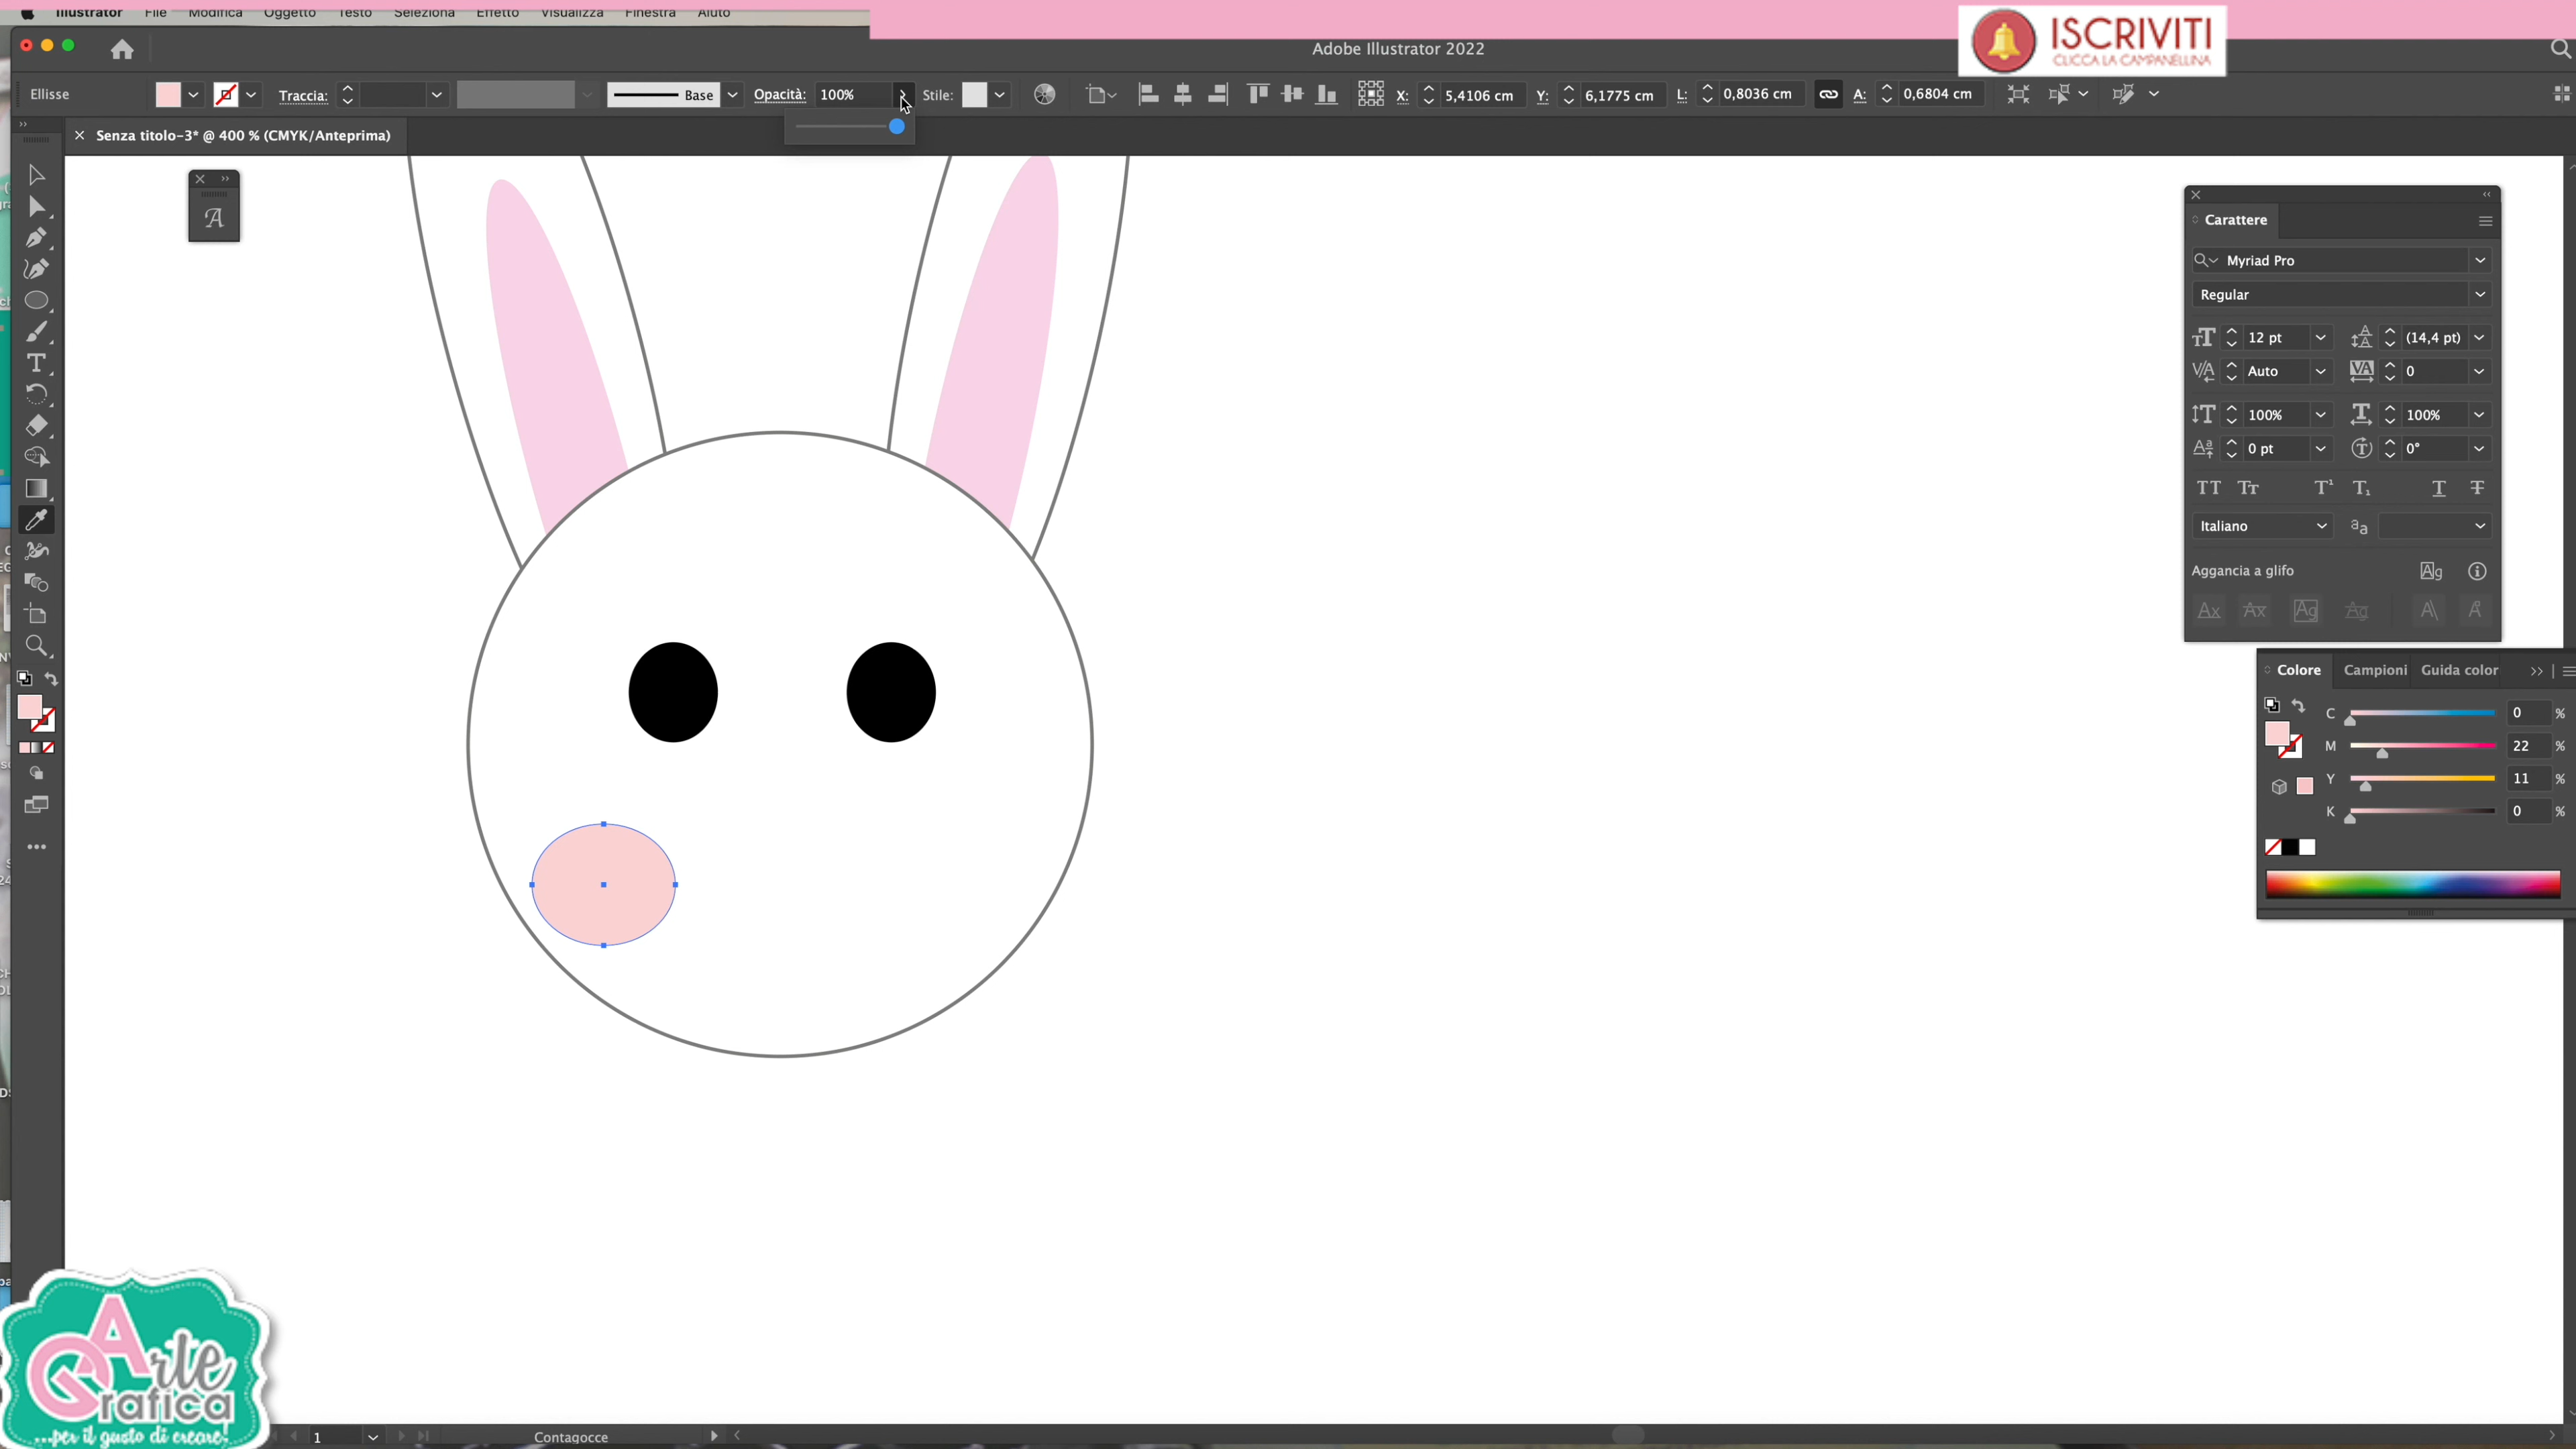 Illustrator File Modifica Oggetto Testo Seleziona Effetto Visualizza Finestra Aiuto
ISCRIVITI
CLICCA LA CAMPANELLINA
Adobe Illustrator 2022
Ellisse Traccia: Base Opacità: 100% Stile: X: 5,4106 cm Y: 6,1775 cm L: 0,8036 cm A: 0,6804 cm
Senza titolo-3* @ 400 % (CMYK/Anteprima)
Carattere
Myriad Pro
Regular
12 pt (14,4 pt)
Auto 0
100% 100%
0 pt 0°
Italiano
Aggancia a glifo
Colore Campioni Guida color
C 0 %
M 22 %
Y 11 %
K 0 %
Arte
Grafica
...per il gusto di creare!
1 Contagocce